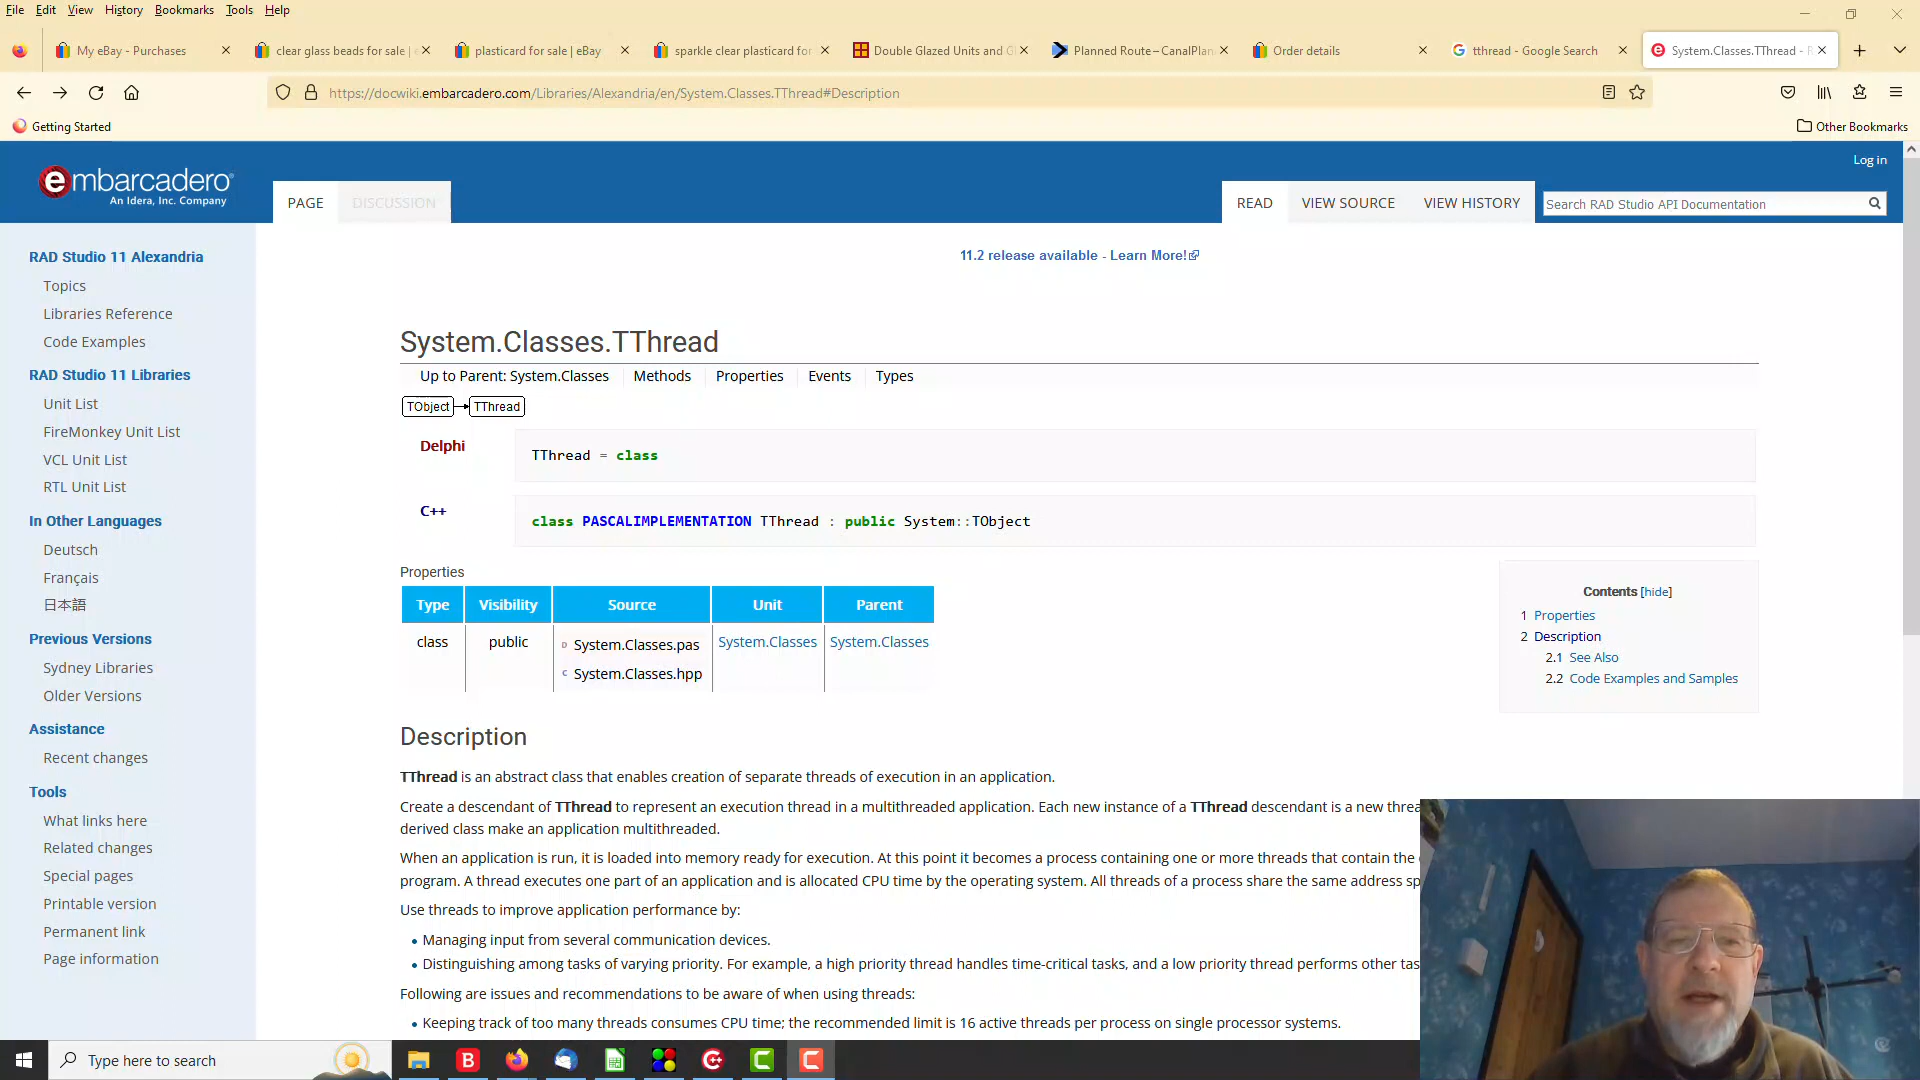 File Edit View History Bookmarks Tools Help
My eBay - Purchases
clear glass beads for sale | e
plasticard for sale | eBay
sparkle clear plasticard for
Double Glazed Units and G
Planned Route – CanalPlan
Order details
tthread - Google Search
System.Classes.TThread - R
https://docwiki.embarcadero.com/Libraries/Alexandria/en/System.Classes.TThread#Description
Getting Started
Other Bookmarks
Log in
embarcadero
An Idera, Inc. Company
PAGE DISCUSSION
READ VIEW SOURCE VIEW HISTORY
Search RAD Studio API Documentation
RAD Studio 11 Alexandria
Topics
Libraries Reference
Code Examples
RAD Studio 11 Libraries
Unit List
FireMonkey Unit List
VCL Unit List
RTL Unit List
In Other Languages
Deutsch
Français
日本語
Previous Versions
Sydney Libraries
Older Versions
Assistance
Recent changes
Tools
What links here
Related changes
Special pages
Printable version
Permanent link
Page information
11.2 release available - Learn More!
System.Classes.TThread
Up to Parent: System.Classes Methods Properties Events Types
TObject TThread
Delphi
TThread = class
C++
class PASCALIMPLEMENTATION TThread : public System::TObject
Properties
Type Visibility Source Unit Parent
class public D System.Classes.pas System.Classes System.Classes
C System.Classes.hpp
Contents [hide]
1 Properties
2 Description
2.1 See Also
2.2 Code Examples and Samples
Description
TThread is an abstract class that enables creation of separate threads of execution in an application.
Create a descendant of TThread to represent an execution thread in a multithreaded application. Each new instance of a TThread descendant is a new threa
derived class make an application multithreaded.
When an application is run, it is loaded into memory ready for execution. At this point it becomes a process containing one or more threads that contain the
program. A thread executes one part of an application and is allocated CPU time by the operating system. All threads of a process share the same address sp
Use threads to improve application performance by:
Managing input from several communication devices.
Distinguishing among tasks of varying priority. For example, a high priority thread handles time-critical tasks, and a low priority thread performs other tas
Following are issues and recommendations to be aware of when using threads:
Keeping track of too many threads consumes CPU time; the recommended limit is 16 active threads per process on single processor systems.
Type here to search